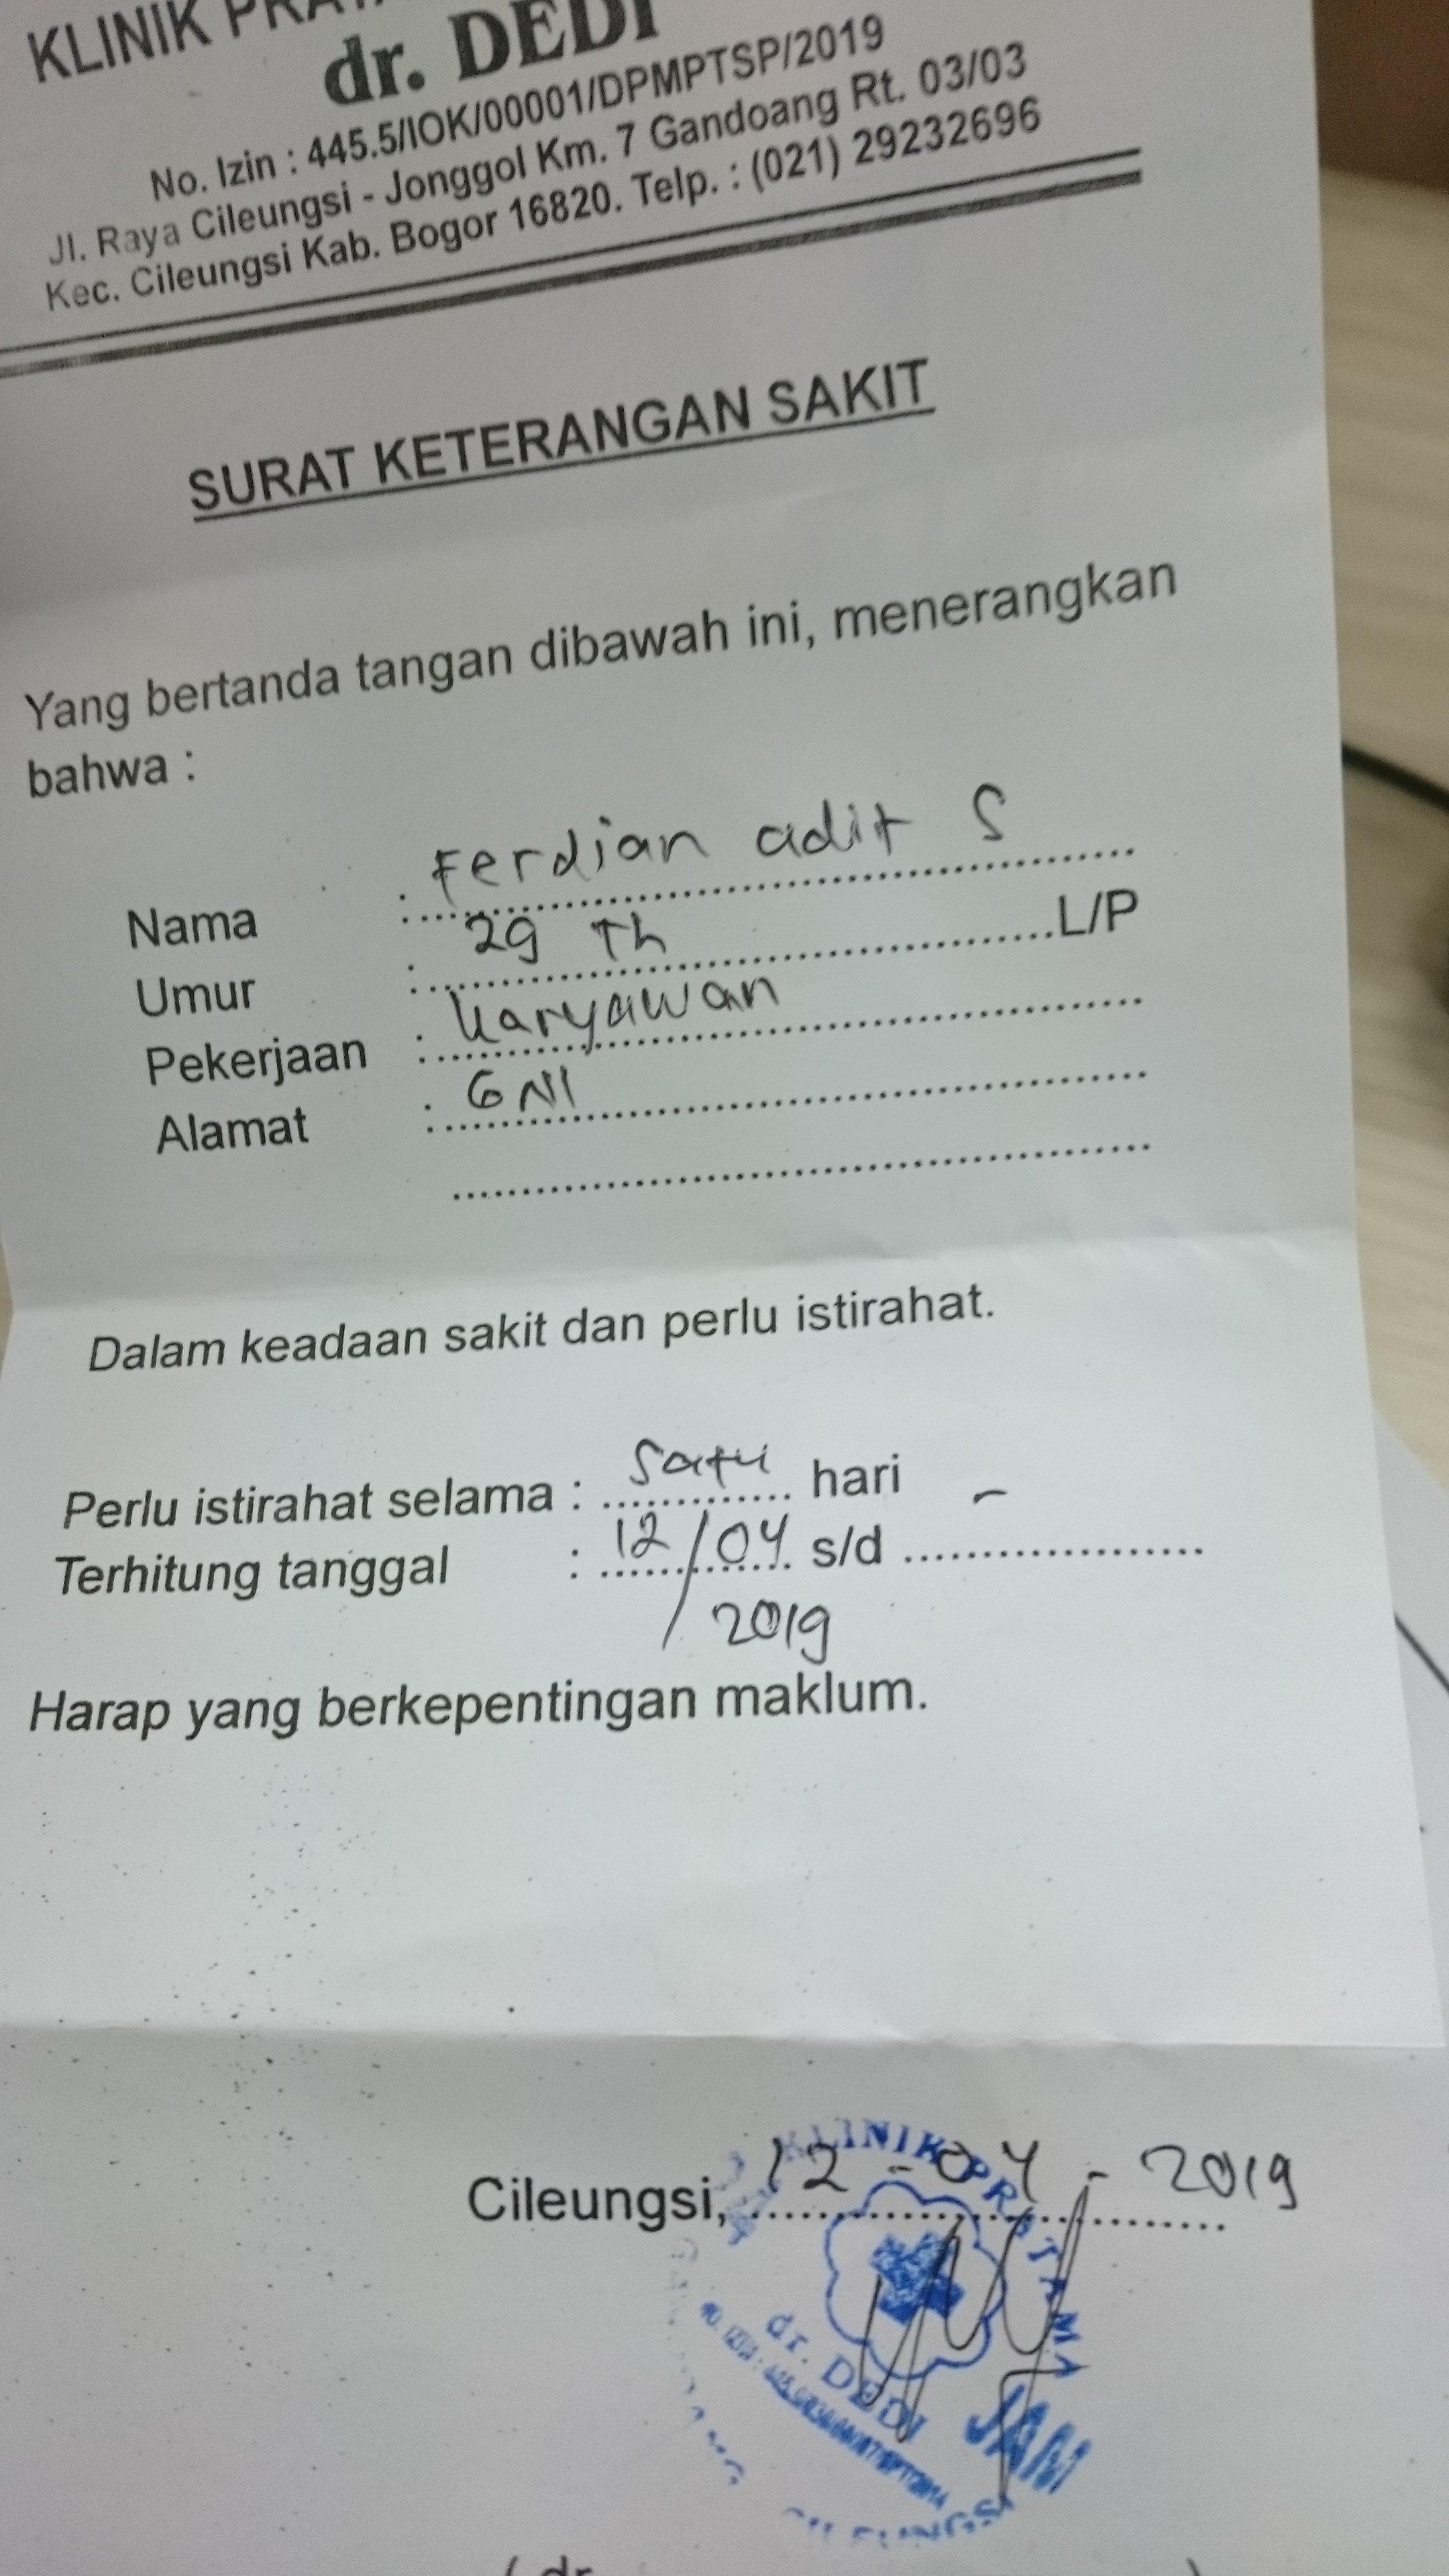 KLINIK
dr. DEDI
No. Izin : 445.5/IOK/00001/DPMPTSP/2019
Jl. Raya Cileungsi - Jonggol Km. 7 Gandoang Rt. 03/03
Kec. Cileungsi Kab. Bogor 16820. Telp. : (021) 29232696
SURAT KETERANGAN SAKIT
Yang bertanda tangan dibawah ini, menerangkan
bahwa :
Nama : Ferdian adit S
Umur : 29 Th L/P
Pekerjaan : Karyawan
Alamat : GNI
Dalam keadaan sakit dan perlu istirahat.
Perlu istirahat selama : Satu hari
Terhitung tanggal : 12/04 s/d -
/ 2019
Harap yang berkepentingan maklum.
Cileungsi, 12 - 04 - 2019
KLINIK PRATAMA
dr. DEDI
JAM
CILEUNGSI
( dr. )